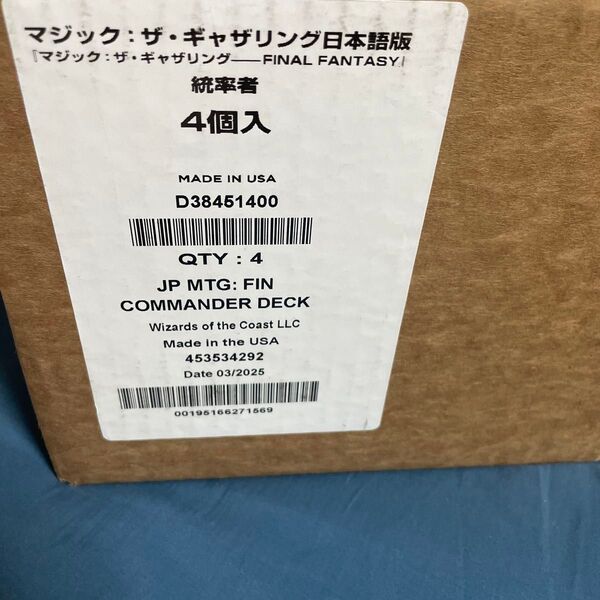 マジック：ザ・ギャザリング日本語版
『マジック：ザ・ギャザリング——FINAL FANTASY』
統率者
4個入
MADE IN USA
D38451400
QTY : 4
JP MTG: FIN
COMMANDER DECK
Wizards of the Coast LLC
Made in the USA
453534292
Date 03/2025
00195166271569